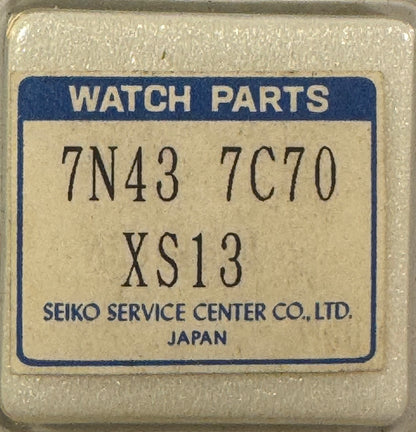 WATCH PARTS
7N43 7C70
XS13
SEIKO SERVICE CENTER CO., LTD.
JAPAN